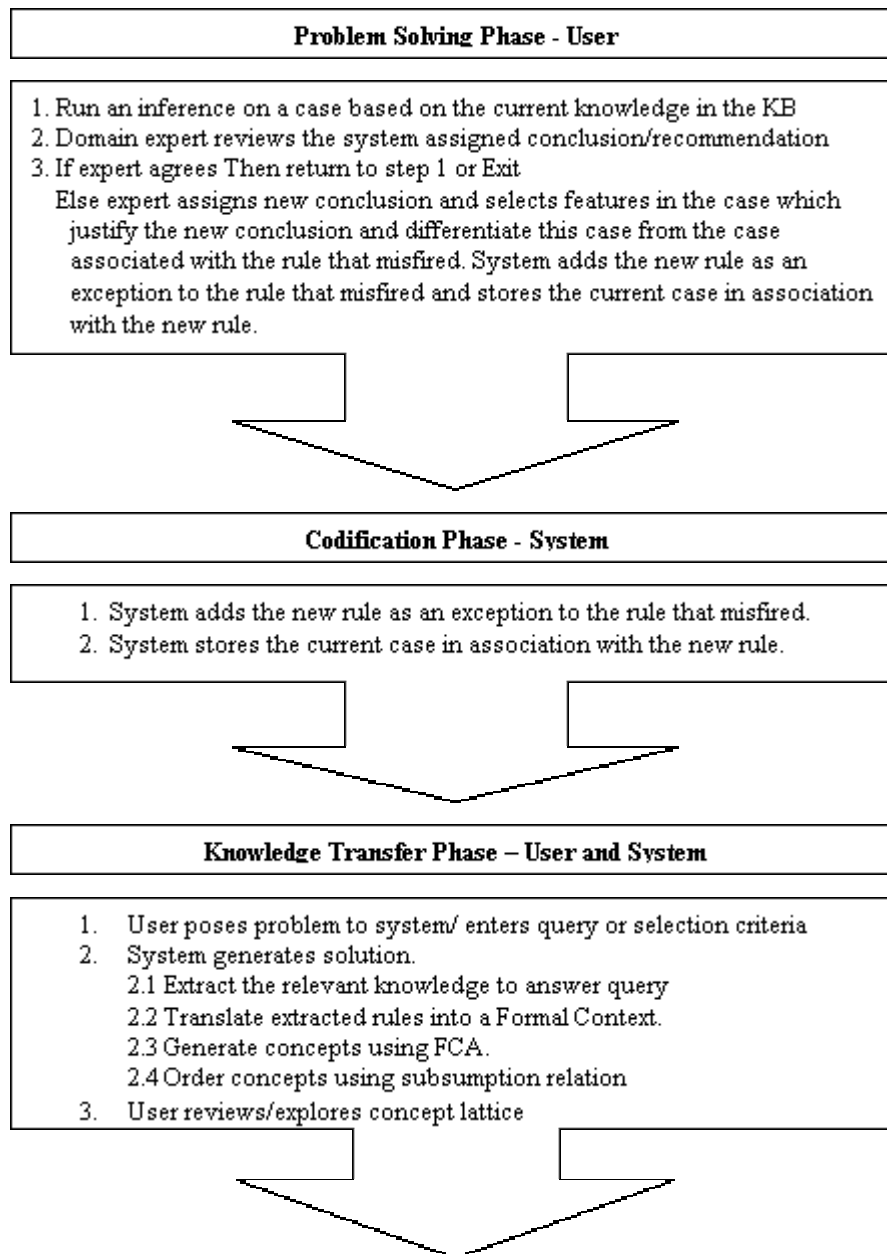 Problem Solving Phase - User
1. Run an inference on a case based on the current knowledge in the KB
2. Domain expert reviews the system assigned conclusion/recommendation
3. If expert agrees Then return to step 1 or Exit
Else expert assigns new conclusion and selects features in the case which
justify the new conclusion and differentiate this case from the case
associated with the rule that misfired. System adds the new rule as an
exception to the rule that misfired and stores the current case in association
with the new rule.
Codification Phase - System
1. System adds the new rule as an exception to the rule that misfired.
2. System stores the current case in association with the new rule.
Knowledge Transfer Phase – User and System
1. User poses problem to system/ enters query or selection criteria
2. System generates solution.
2.1 Extract the relevant knowledge to answer query
2.2 Translate extracted rules into a Formal Context.
2.3 Generate concepts using FCA.
2.4 Order concepts using subsumption relation
3. User reviews/explores concept lattice